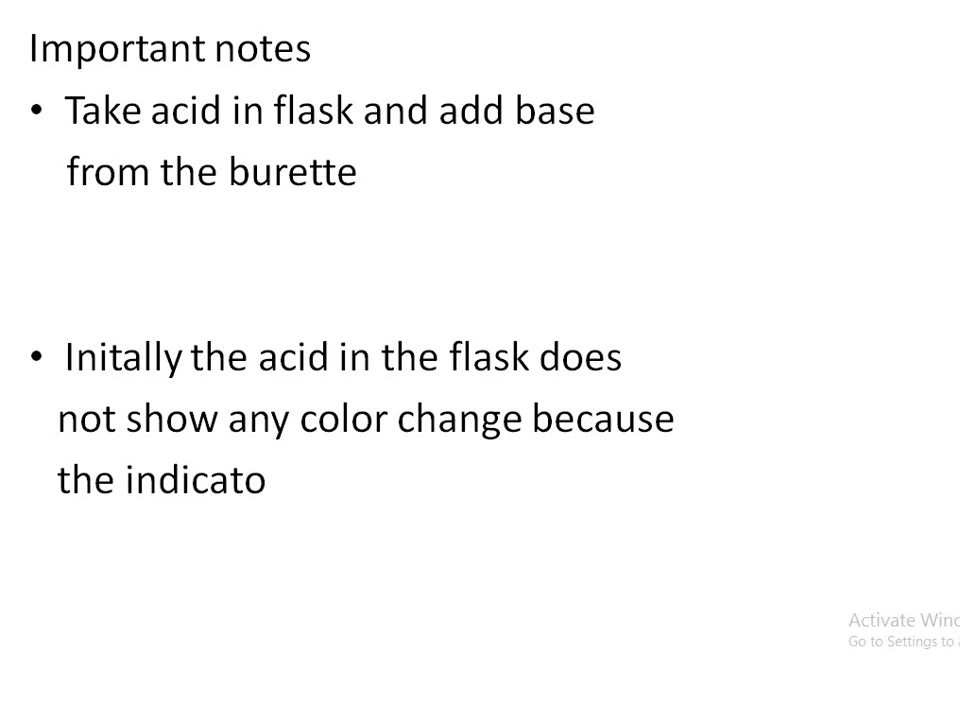 Important notes
• Take acid in flask and add base
from the burette
• Initally the acid in the flask does
not show any color change because
the indicato
Activate Wind
Go to Settings to a